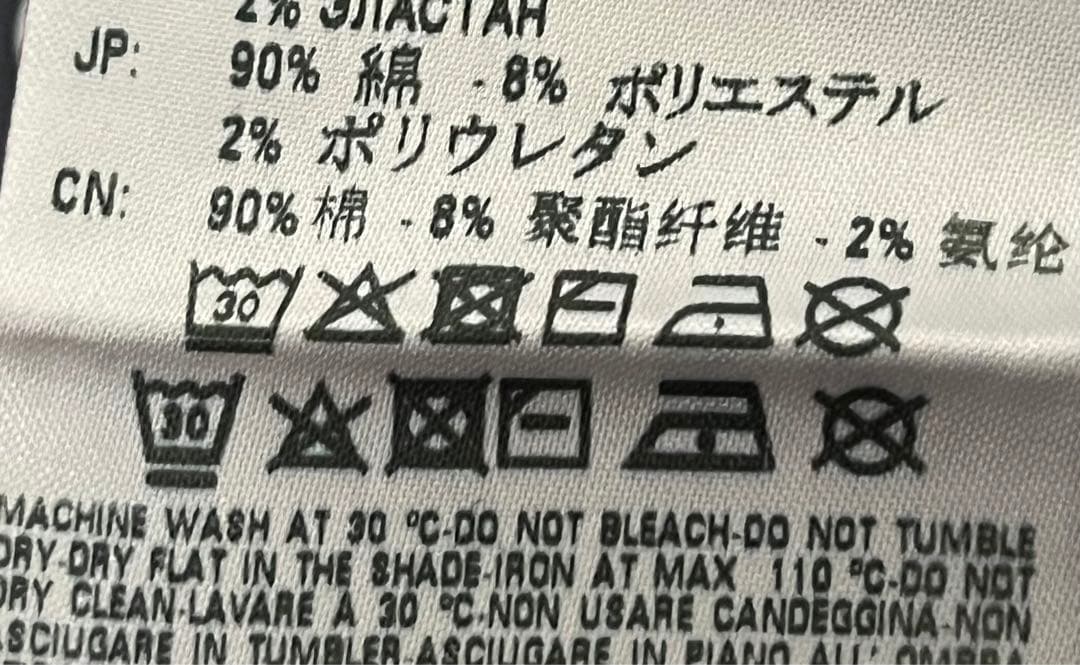 2% ЭЛАСТАН
JP: 90% 綿 - 8% ポリエステル
2% ポリウレタン
CN: 90% 棉 - 8% 聚酯纤维 - 2% 氨纶
30
30
MACHINE WASH AT 30 °C-DO NOT BLEACH-DO NOT TUMBLE
DRY-DRY FLAT IN THE SHADE-IRON AT MAX 110 °C-DO NOT
DRY CLEAN-LAVARE A 30 °C-NON USARE CANDEGGINA-NON
ASCIUGARE IN TUMBLER-ASCIUGARE IN PIANO ALL' OMBRA